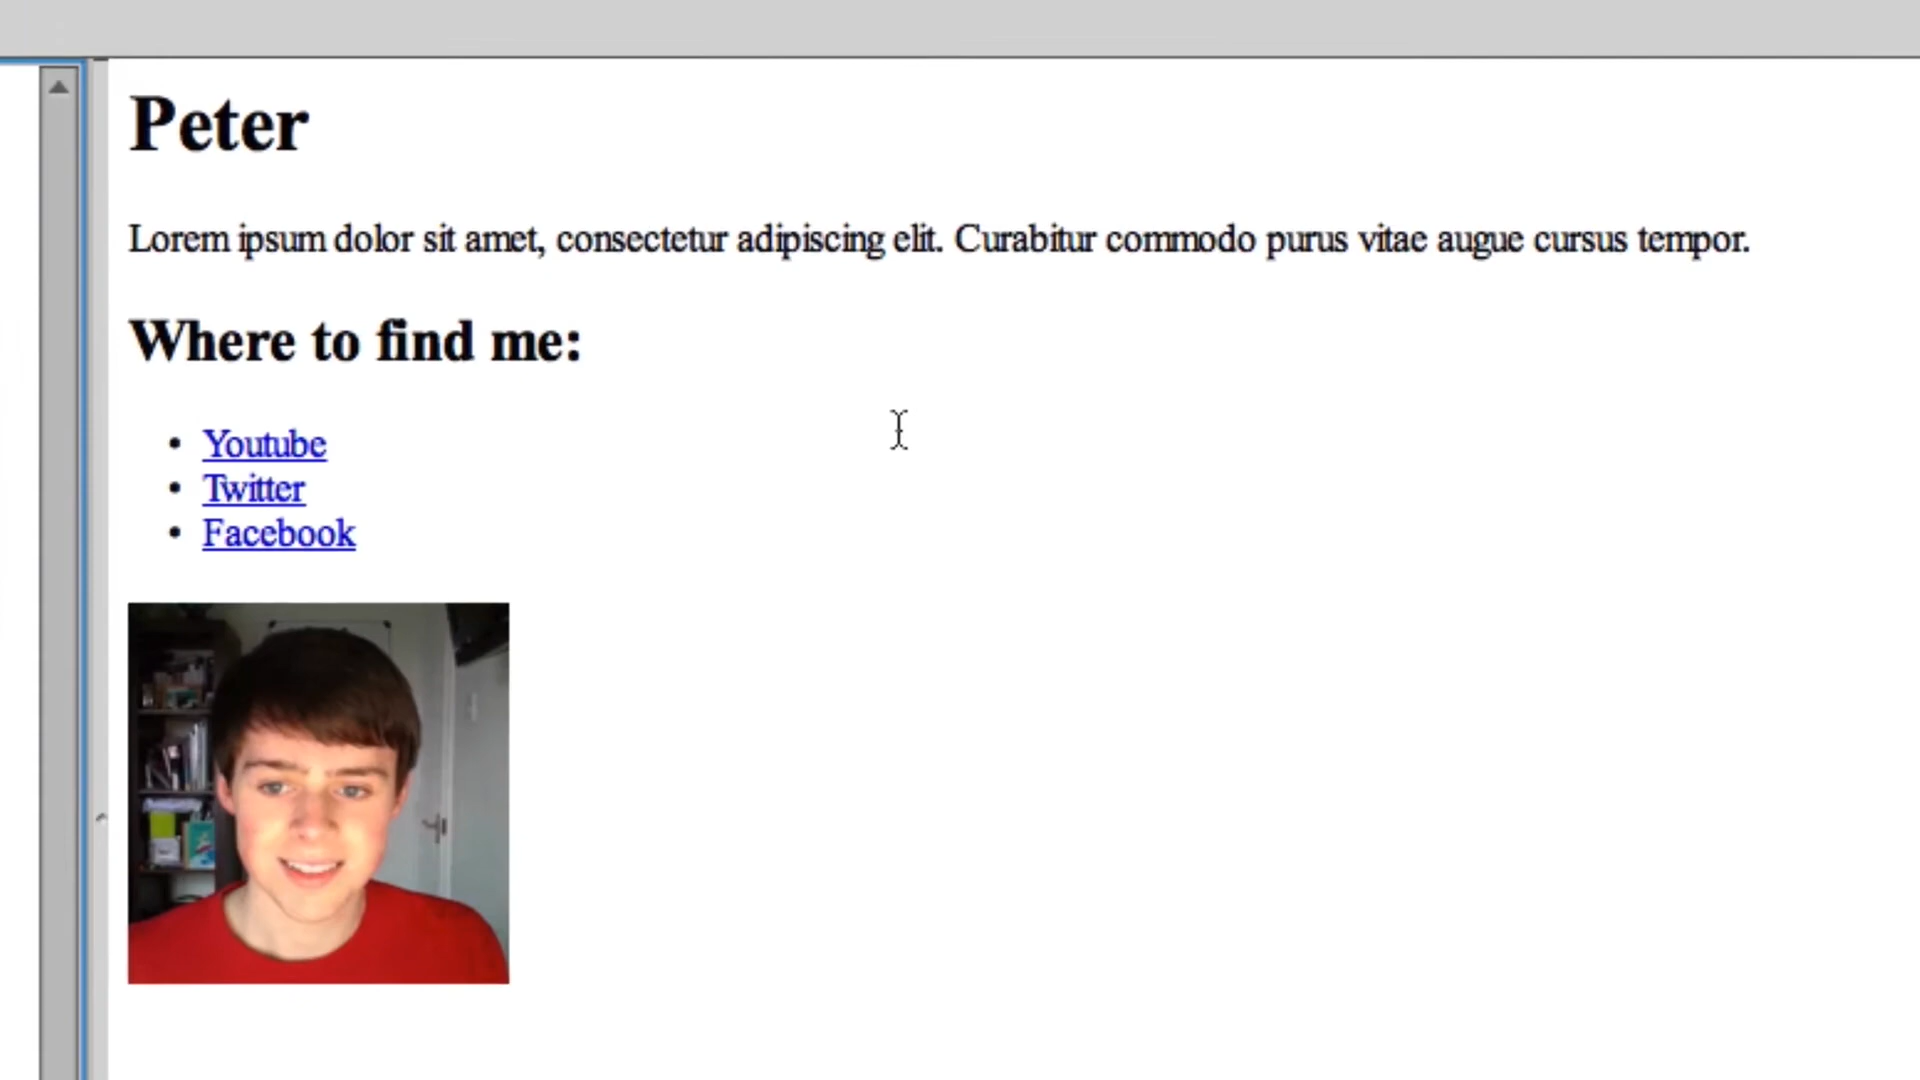 Peter
Lorem ipsum dolor sit amet, consectetur adipiscing elit. Curabitur commodo purus vitae augue cursus tempor.
Where to find me:
Youtube
Twitter
Facebook